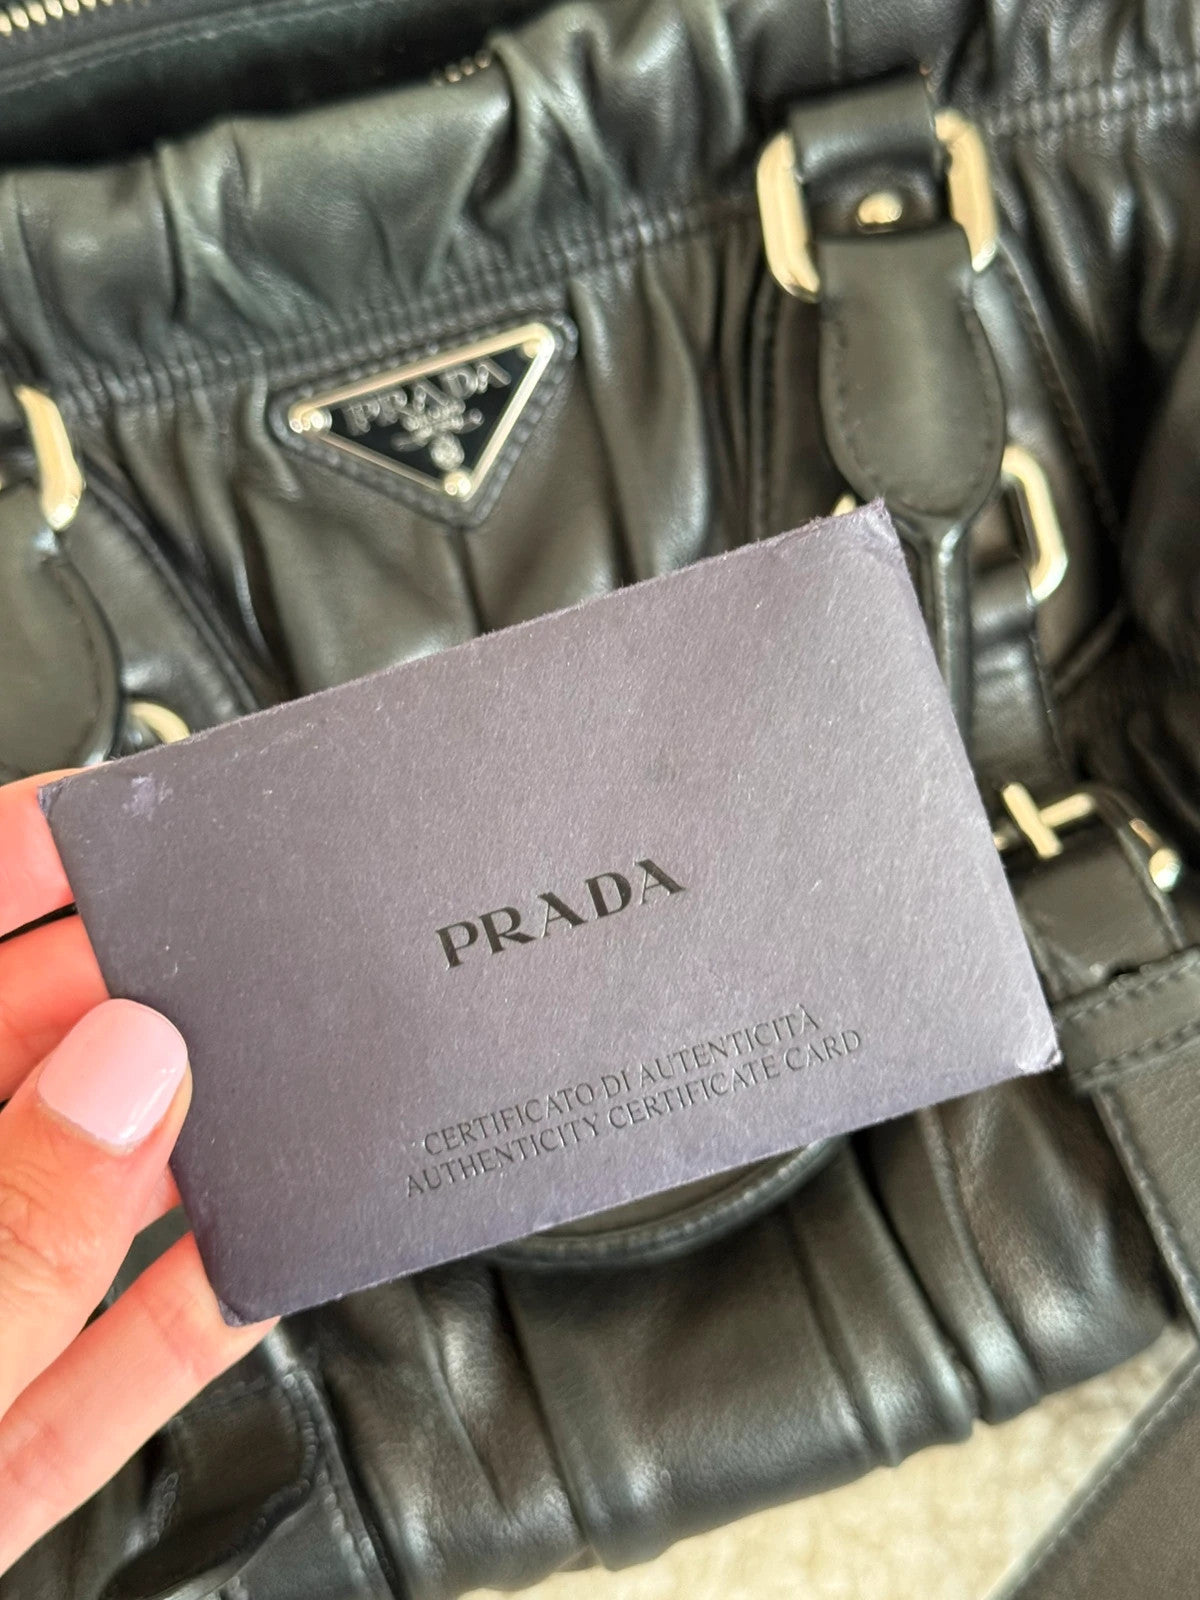 PRADA
PRADA
CERTIFICATO DI AUTENTICITÀ
AUTHENTICITY CERTIFICATE CARD